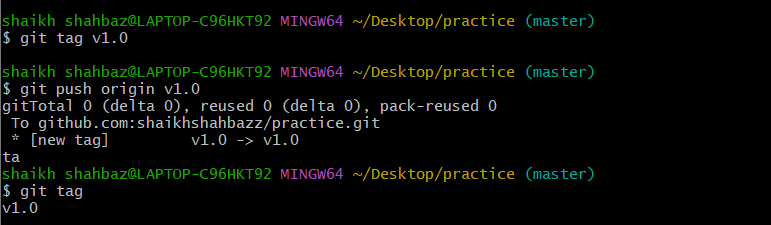 shaikh shahbaz@LAPTOP-C96HKT92 MINGW64 ~/Desktop/practice (master)
$ git tag v1.0

shaikh shahbaz@LAPTOP-C96HKT92 MINGW64 ~/Desktop/practice (master)
$ git push origin v1.0
gitTotal 0 (delta 0), reused 0 (delta 0), pack-reused 0
 To github.com:shaikhshahbazz/practice.git
 * [new tag]         v1.0 -> v1.0
ta
shaikh shahbaz@LAPTOP-C96HKT92 MINGW64 ~/Desktop/practice (master)
$ git tag
v1.0